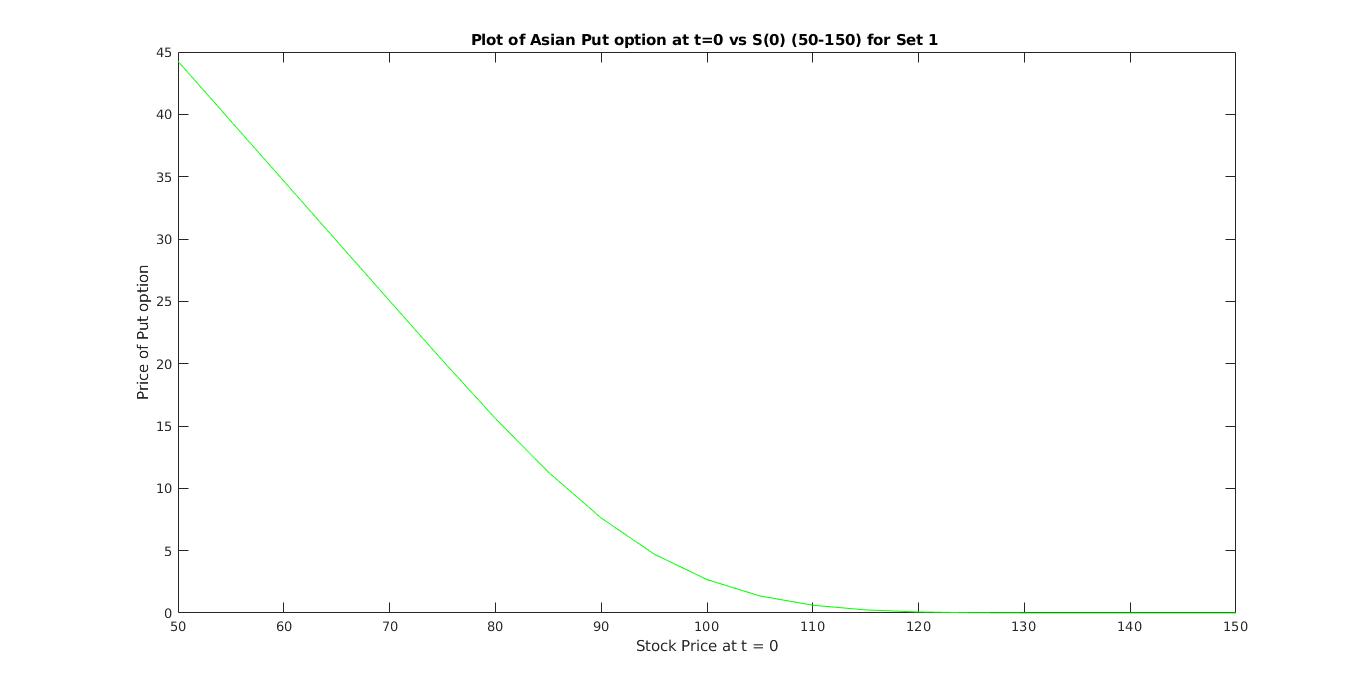 Plot of Asian Put option at t=0 vs S(0) (50-150) for Set 1
45
40
35
30
25
20
15
10
5
0
Price of Put option
50 60 70 80 90 100 110 120 130 140 150
Stock Price at t = 0